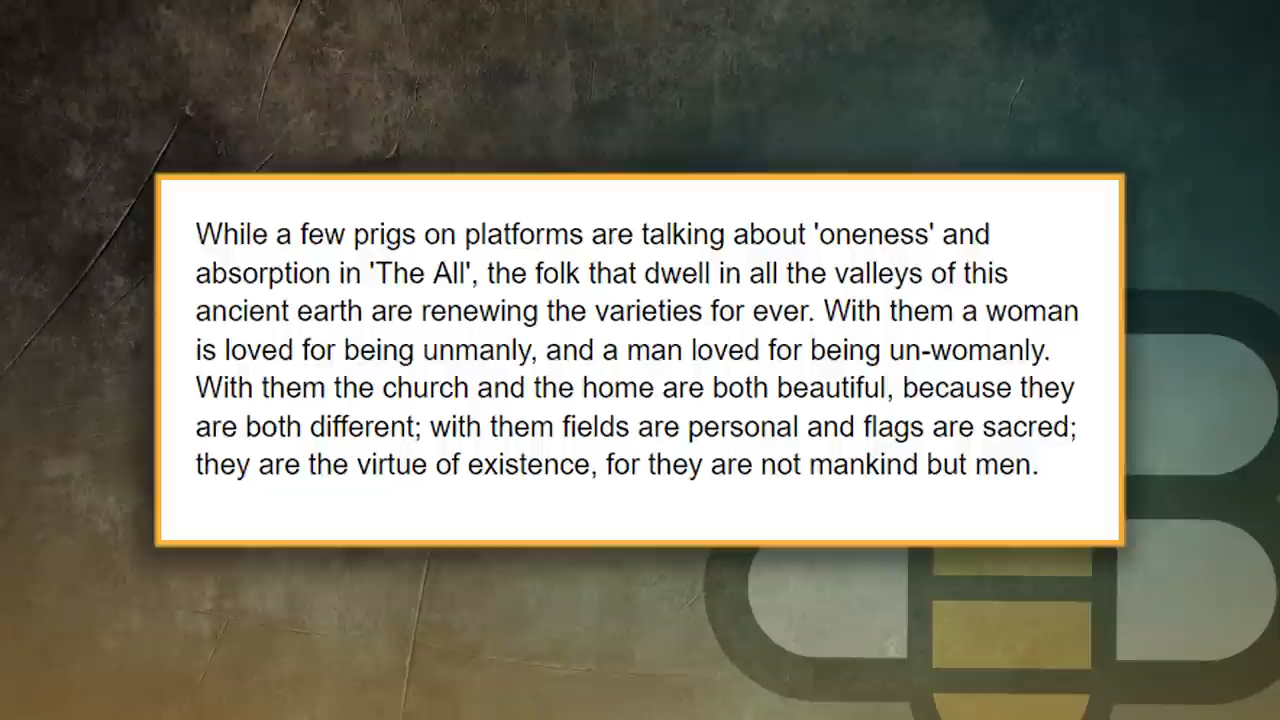 While a few prigs on platforms are talking about 'oneness' and
absorption in 'The All', the folk that dwell in all the valleys of this
ancient earth are renewing the varieties for ever. With them a woman
is loved for being unmanly, and a man loved for being un-womanly.
With them the church and the home are both beautiful, because they
are both different; with them fields are personal and flags are sacred;
they are the virtue of existence, for they are not mankind but men.